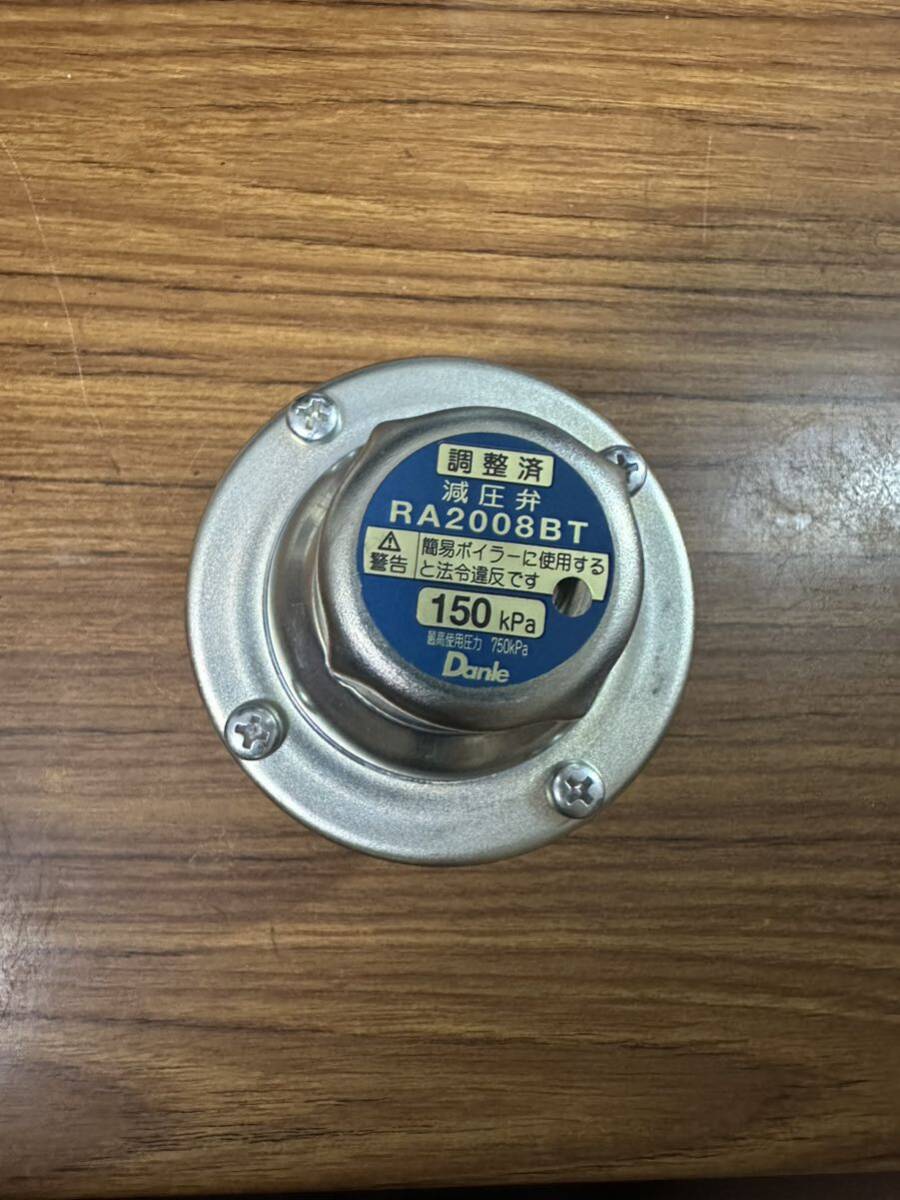 調整済
減圧弁
RA2008BT
警告 簡易ボイラーに使用する
と法令違反です
150 kPa
最高使用圧力 750kPa
Danle